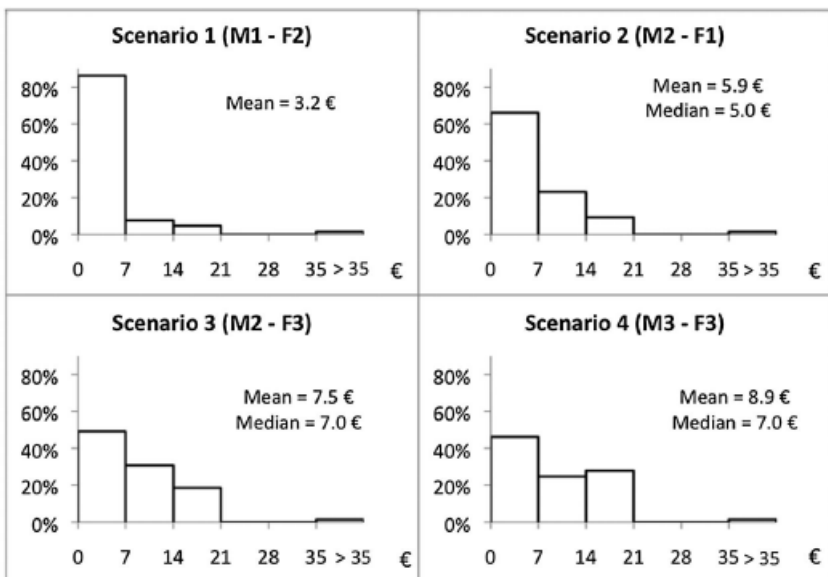 Scenario 1 (M1 - F2)
80%
60%
40%
20%
0%
Mean = 3.2 €
0 7 14 21 28 35 > 35 €
Scenario 2 (M2 - F1)
80%
60%
40%
20%
0%
Mean = 5.9 €
Median = 5.0 €
0 7 14 21 28 35 > 35 €
Scenario 3 (M2 - F3)
80%
60%
40%
20%
0%
Mean = 7.5 €
Median = 7.0 €
0 7 14 21 28 35 > 35 €
Scenario 4 (M3 - F3)
80%
60%
40%
20%
0%
Mean = 8.9 €
Median = 7.0 €
0 7 14 21 28 35 > 35 €